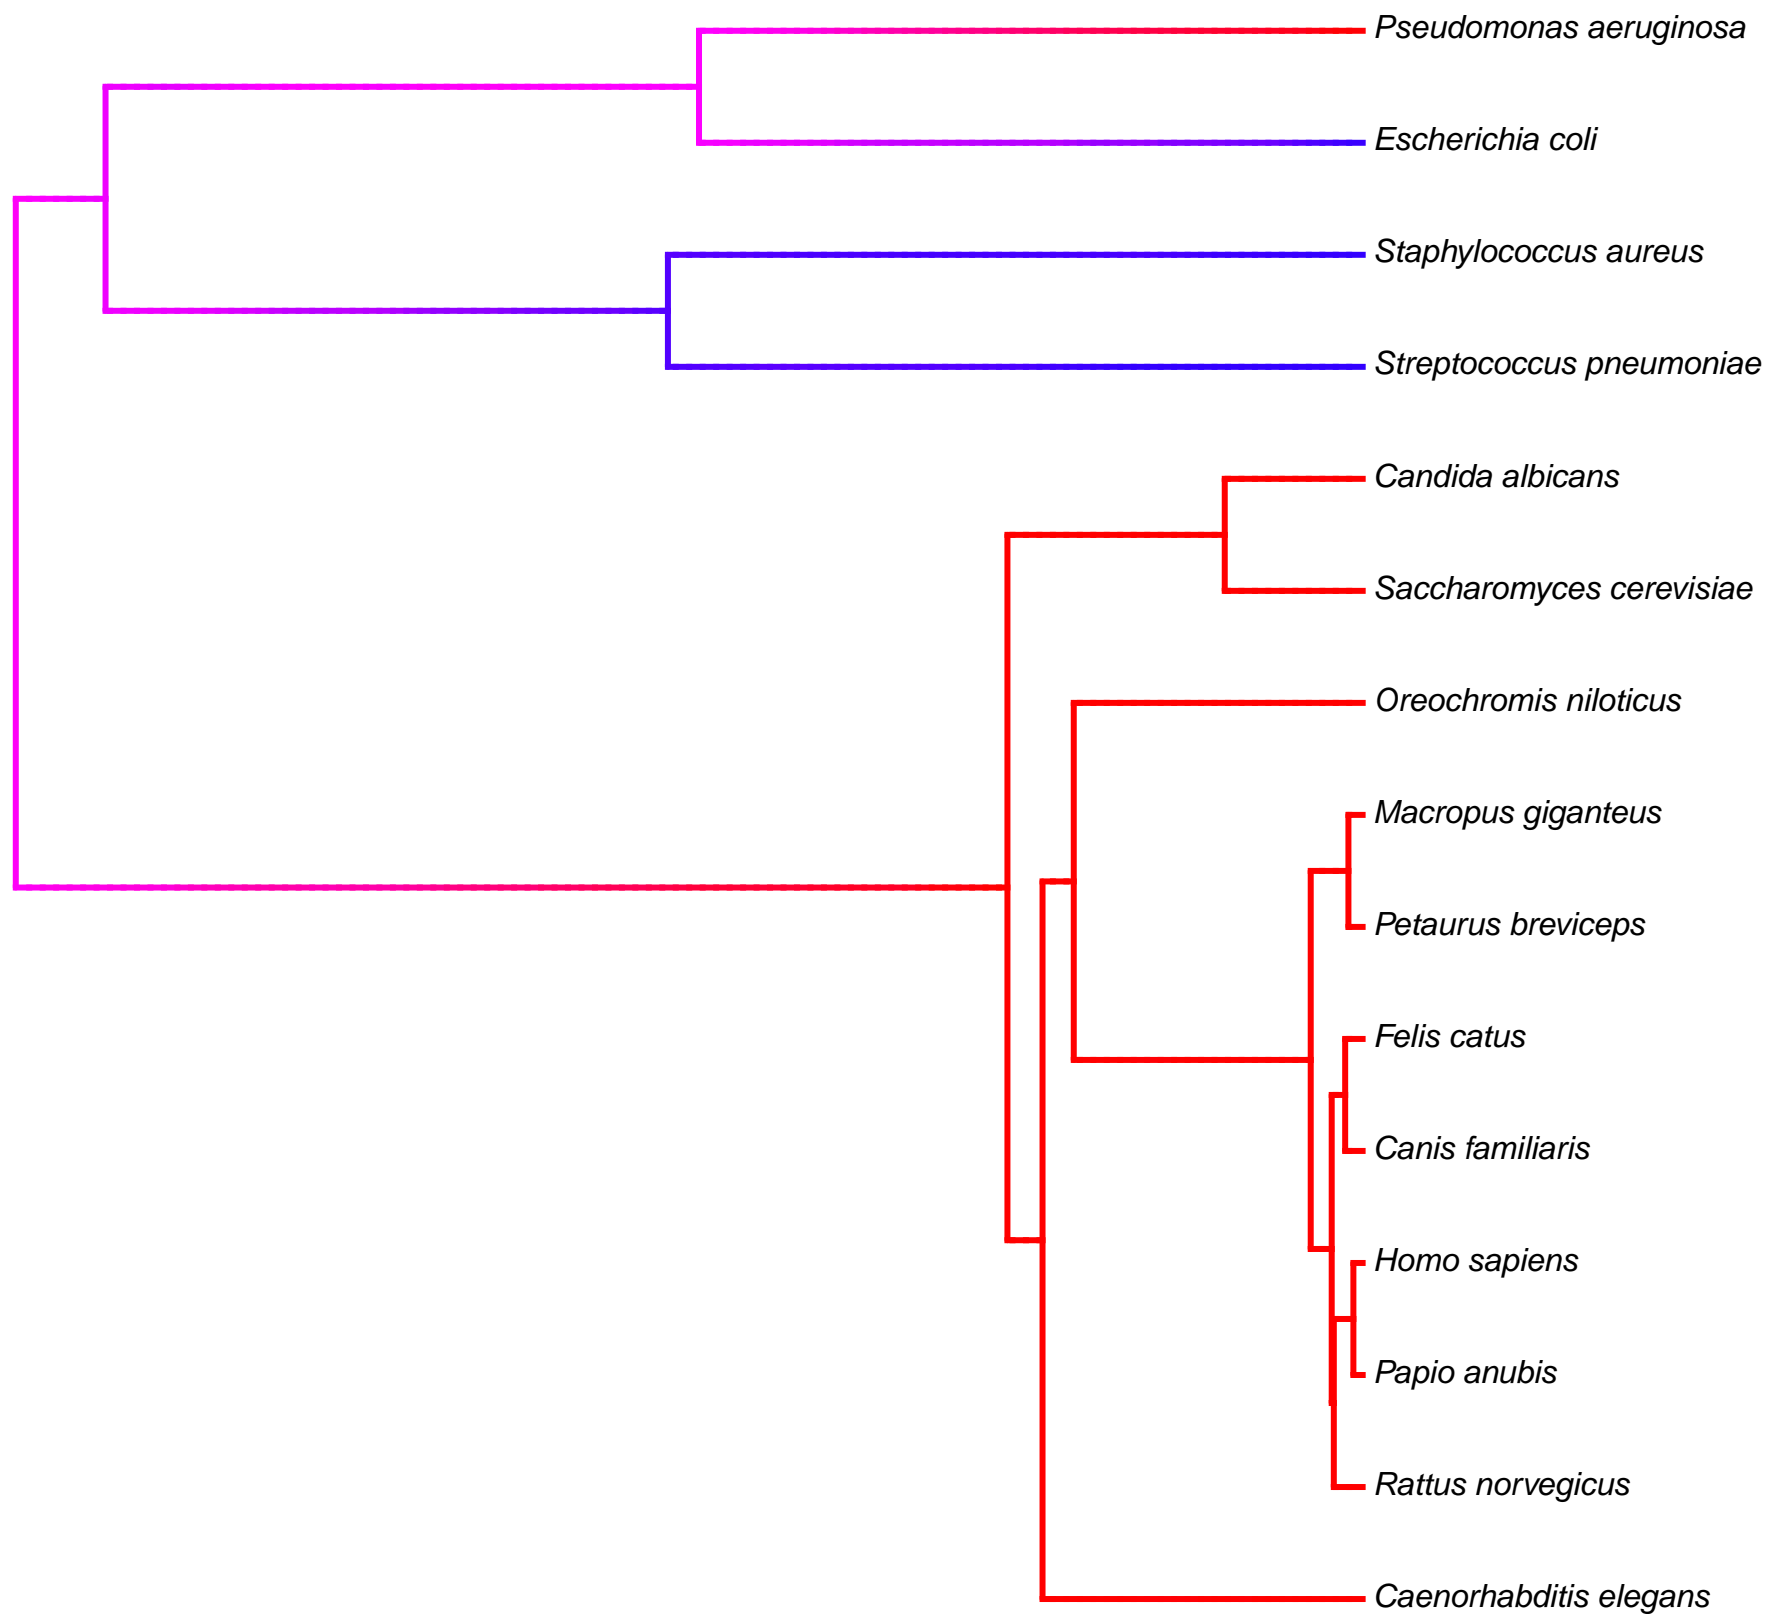 Pseudomonas aeruginosa
Escherichia coli
Staphylococcus aureus
Streptococcus pneumoniae
Candida albicans
Saccharomyces cerevisiae
Oreochromis niloticus
Macropus giganteus
Petaurus breviceps
Felis catus
Canis familiaris
Homo sapiens
Papio anubis
Rattus norvegicus
Caenorhabditis elegans